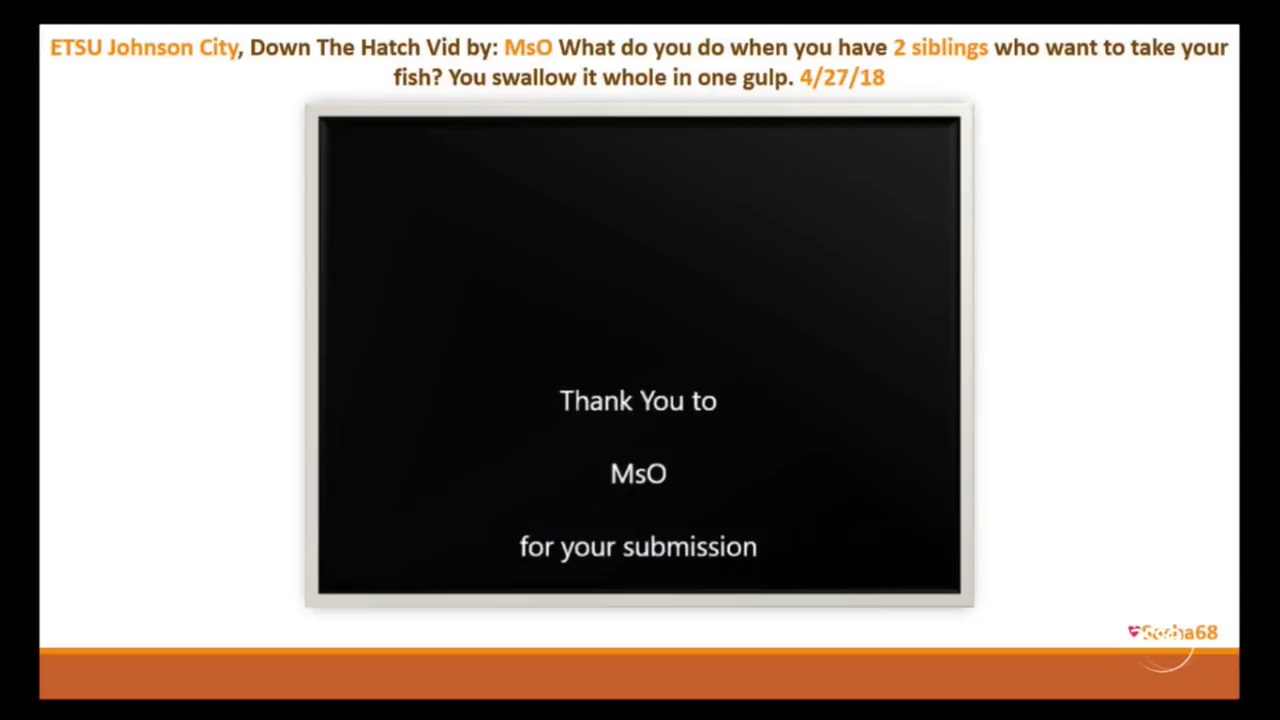 ETSU Johnson City, Down The Hatch Vid by: MsO What do you do when you have 2 siblings who want to take your
fish? You swallow it whole in one gulp. 4/27/18
Thank You to
MsO
for your submission